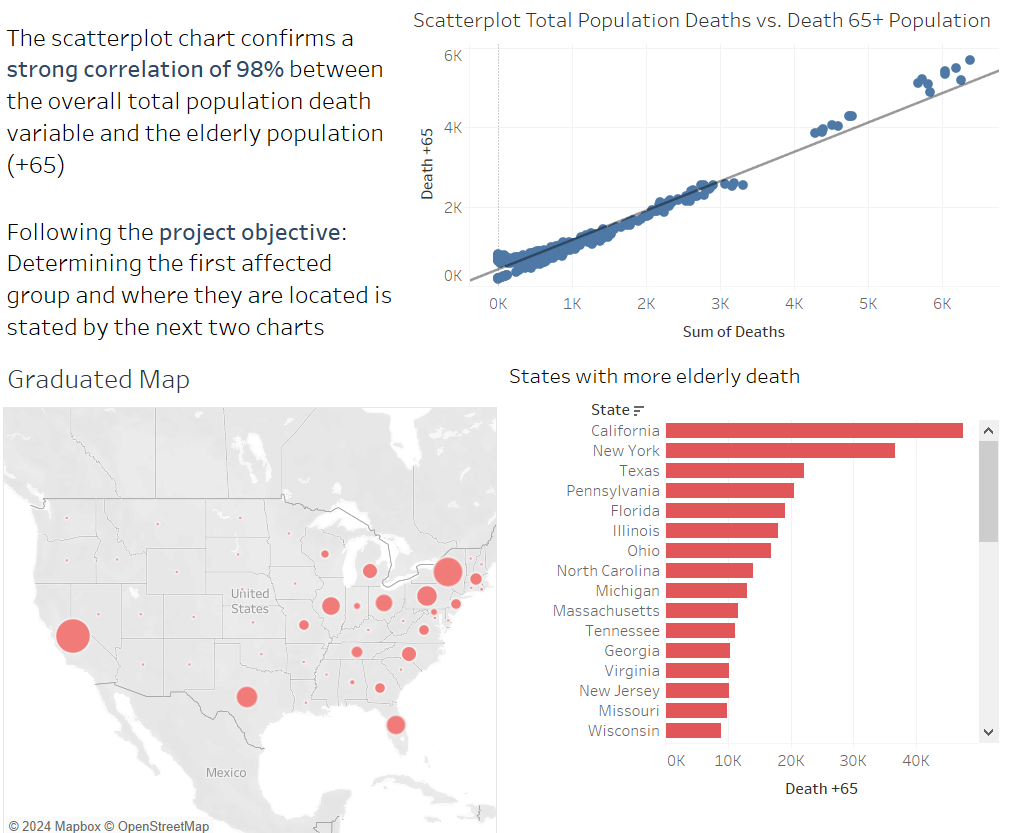 Scatterplot Total Population Deaths vs. Death 65+ Population
The scatterplot chart confirms a
strong correlation of 98% between
the overall total population death
variable and the elderly population
(+65)
Following the project objective:
Determining the first affected
group and where they are located is
stated by the next two charts
6K
4K
2K
0K
Death +65
0K 1K 2K 3K 4K 5K 6K
Sum of Deaths
Graduated Map
United
States
Mexico
© 2024 Mapbox © OpenStreetMap
States with more elderly death
State
California
New York
Texas
Pennsylvania
Florida
Illinois
Ohio
North Carolina
Michigan
Massachusetts
Tennessee
Georgia
Virginia
New Jersey
Missouri
Wisconsin
0K 10K 20K 30K 40K
Death +65